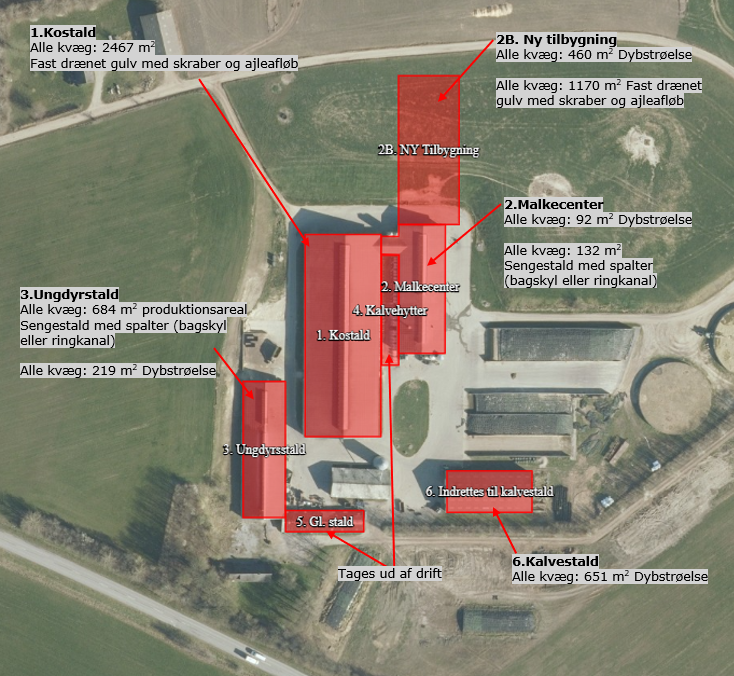 1.Kostald
Alle kvæg: 2467 m²
Fast drænet gulv med skraber og ajleafløb
2B. Ny tilbygning
Alle kvæg: 460 m² Dybstrøelse
Alle kvæg: 1170 m² Fast drænet
gulv med skraber og ajleafløb
2B. NY Tilbygning
2.Malkecenter
Alle kvæg: 92 m² Dybstrøelse
Alle kvæg: 132 m²
Sengestald med spalter
(bagskyl eller ringkanal)
3.Ungdyrstald
Alle kvæg: 684 m² produktionsareal
Sengestald med spalter (bagskyl
eller ringkanal)
Alle kvæg: 219 m² Dybstrøelse
2. Malkecenter
4. Kalvehytter
1. Kostald
3. Ungdyrsstald
6. Indrettes til kalvestald
5. Gl. stald
Tages ud af drift
6.Kalvestald
Alle kvæg: 651 m² Dybstrøelse